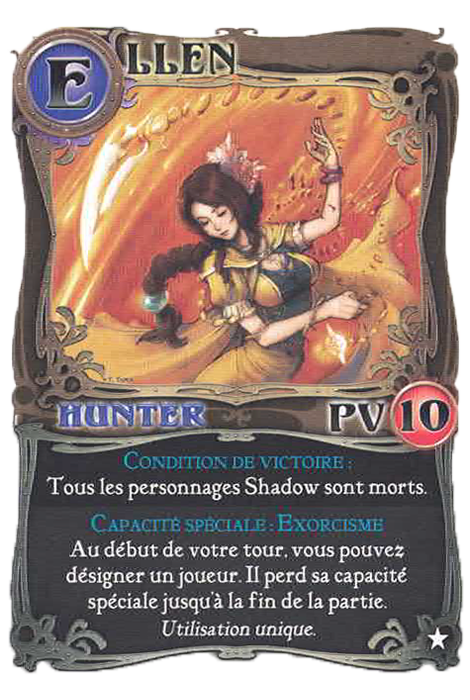 ELLEN
HUNTER PV 10
CONDITION DE VICTOIRE :
Tous les personnages Shadow sont morts.
CAPACITÉ SPÉCIALE : EXORCISME
Au début de votre tour, vous pouvez
désigner un joueur. Il perd sa capacité
spéciale jusqu'à la fin de la partie.
Utilisation unique.